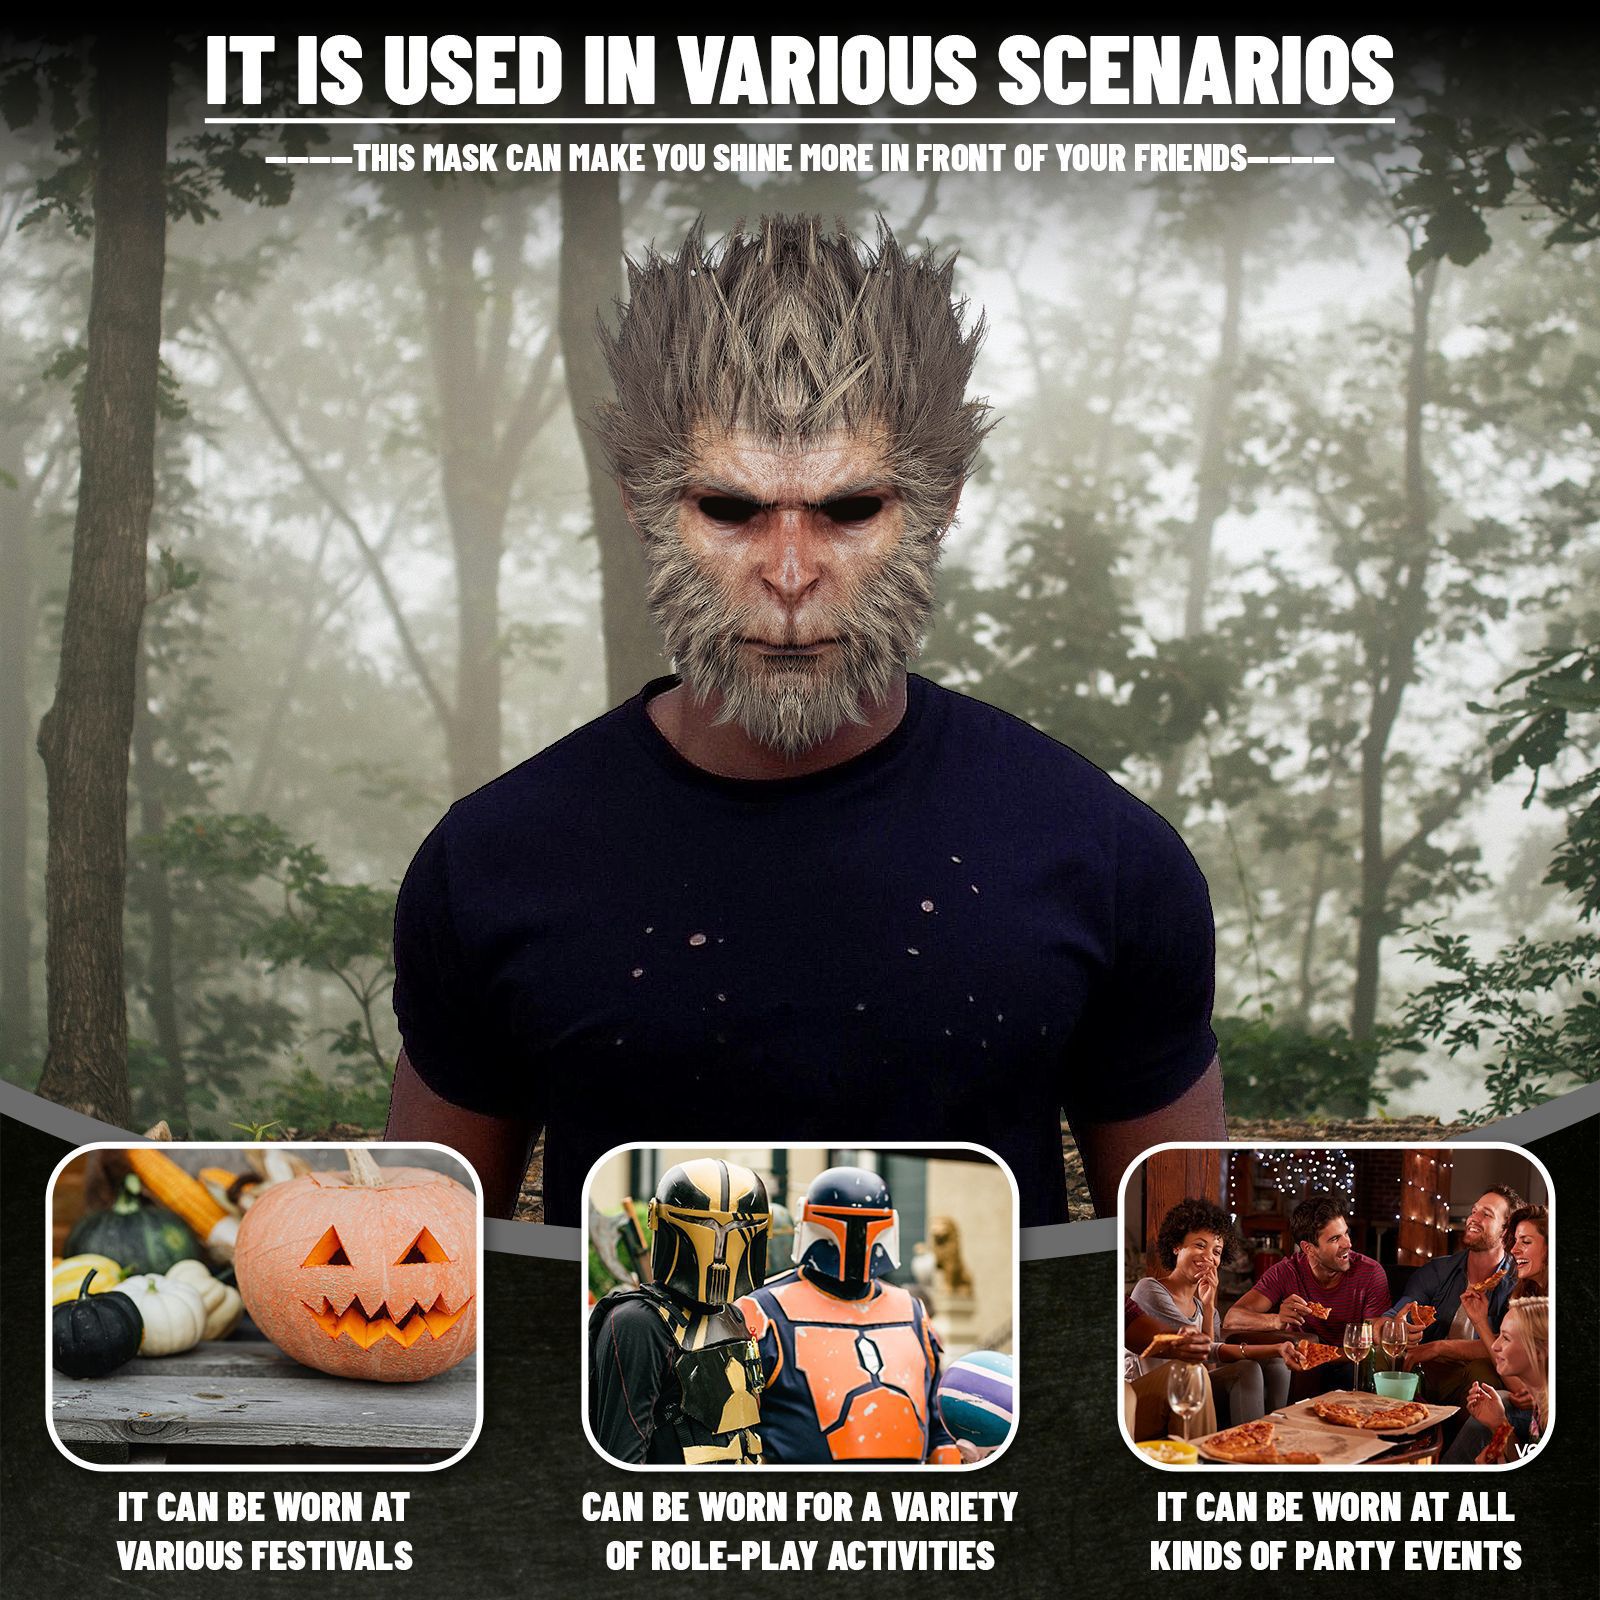 IT IS USED IN VARIOUS SCENARIOS
----THIS MASK CAN MAKE YOU SHINE MORE IN FRONT OF YOUR FRIENDS----
IT CAN BE WORN AT
VARIOUS FESTIVALS
CAN BE WORN FOR A VARIETY
OF ROLE-PLAY ACTIVITIES
IT CAN BE WORN AT ALL
KINDS OF PARTY EVENTS